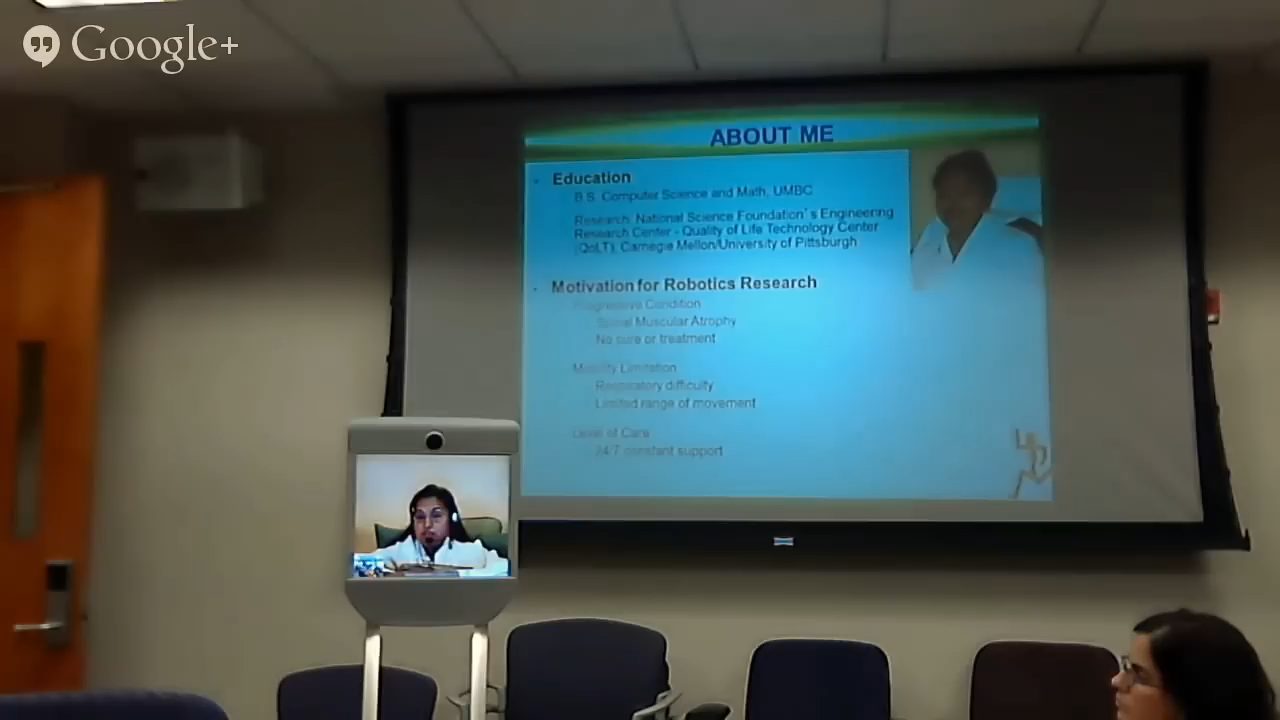 Google+
ABOUT ME
Education
B.S. Computer Science and Math, UMBC
Research: National Science Foundation's Engineering
Research Center - Quality of Life Technology Center
(QoLT), Carnegie Mellon/University of Pittsburgh
Motivation for Robotics Research
Progressive Condition
Spinal Muscular Atrophy
No cure or treatment
Mobility Limitation
Respiratory difficulty
Limited range of movement
Level of Care
24/7 constant support